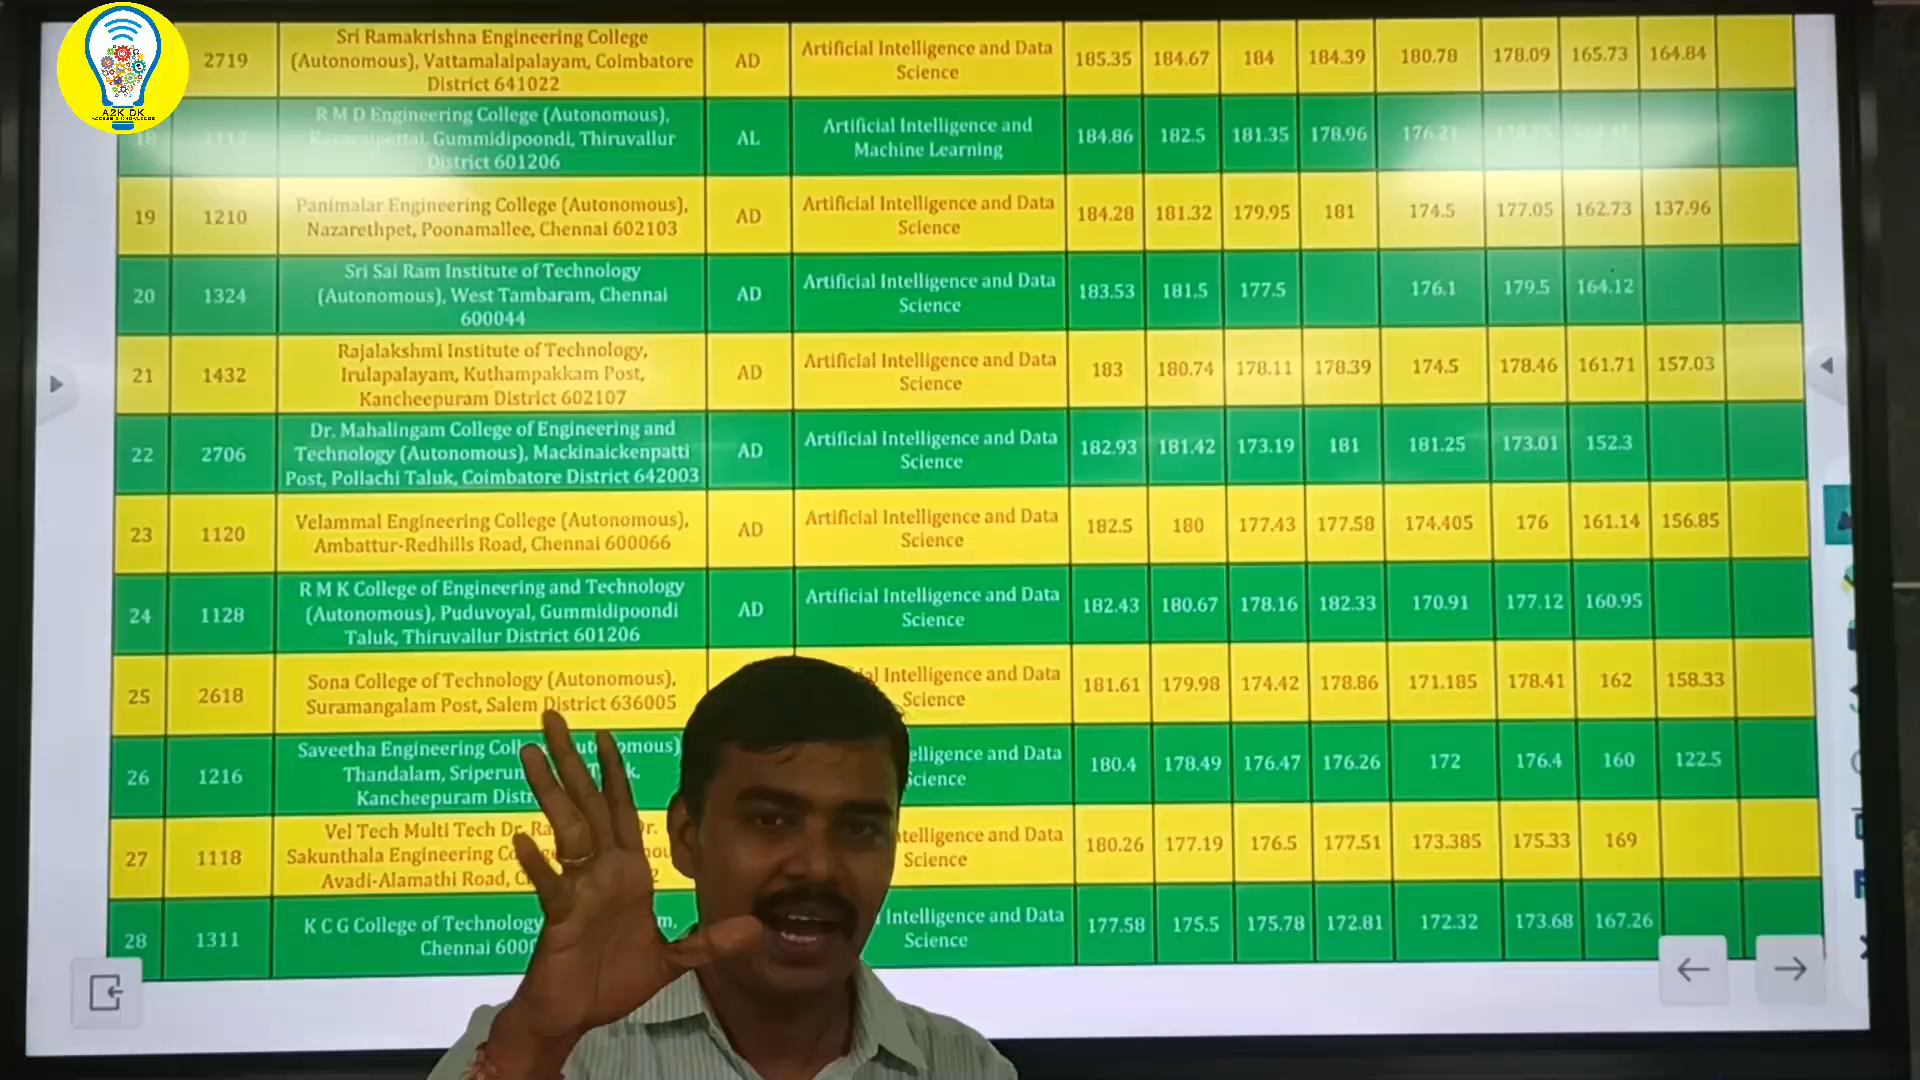 A2K DK
2719 Sri Ramakrishna Engineering College
(Autonomous), Vattamalaipalayam, Coimbatore
District 641022 AD Artificial Intelligence and Data
Science 185.35 184.67 184 184.39 180.78 178.09 165.73 164.84
18 R M D Engineering College (Autonomous),
Gummidipoondi, Thiruvallur
District 601206 AL Artificial Intelligence and
Machine Learning 184.86 182.5 181.35 178.96 176.21
19 1210 Panimalar Engineering College (Autonomous),
Nazarethpet, Poonamallee, Chennai 602103 AD Artificial Intelligence and Data
Science 184.28 181.32 179.95 181 174.5 177.05 162.73 137.96
20 1324 Sri Sai Ram Institute of Technology
(Autonomous), West Tambaram, Chennai
600044 AD Artificial Intelligence and Data
Science 183.53 181.5 177.5 176.1 179.5 164.12
21 1432 Rajalakshmi Institute of Technology,
Irulapalayam, Kuthampakkam Post,
Kancheepuram District 602107 AD Artificial Intelligence and Data
Science 183 180.74 178.11 178.39 174.5 178.46 161.71 157.03
22 2706 Dr. Mahalingam College of Engineering and
Technology (Autonomous), Mackinaickenpatti
Post, Pollachi Taluk, Coimbatore District 642003 AD Artificial Intelligence and Data
Science 182.93 181.42 173.19 181 181.25 173.01 152.3
23 1120 Velammal Engineering College (Autonomous),
Ambattur-Redhills Road, Chennai 600066 AD Artificial Intelligence and Data
Science 182.5 180 177.43 177.58 174.405 176 161.14 156.85
24 1128 R M K College of Engineering and Technology
(Autonomous), Puduvoyal, Gummidipoondi
Taluk, Thiruvallur District 601206 AD Artificial Intelligence and Data
Science 182.43 180.67 178.16 182.33 170.91 177.12 160.95
25 2618 Sona College of Technology (Autonomous),
Suramangalam Post, Salem District 636005 Intelligence and Data
Science 181.61 179.98 174.42 178.86 171.185 178.41 162 158.33
26 1216 Saveetha Engineering
Thandalam,
Kancheepuram and Data
Science 180.4 178.49 176.47 176.26 172 176.4 160 122.5
27 1118 Vel Tech Multi Tech Dr.
Sakunthala Engineering
Avadi-Alamathi Road, and Data
Science 180.26 177.19 176.5 177.51 173.385 175.33 169
28 1311 K C G College of Technology
Chennai Intelligence and Data
Science 177.58 175.5 175.78 172.81 172.32 173.68 167.26